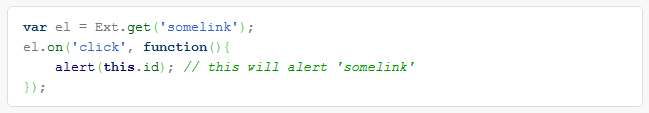 var el = Ext.get('somelink');
el.on('click', function(){
    alert(this.id); // this will alert 'somelink'
});